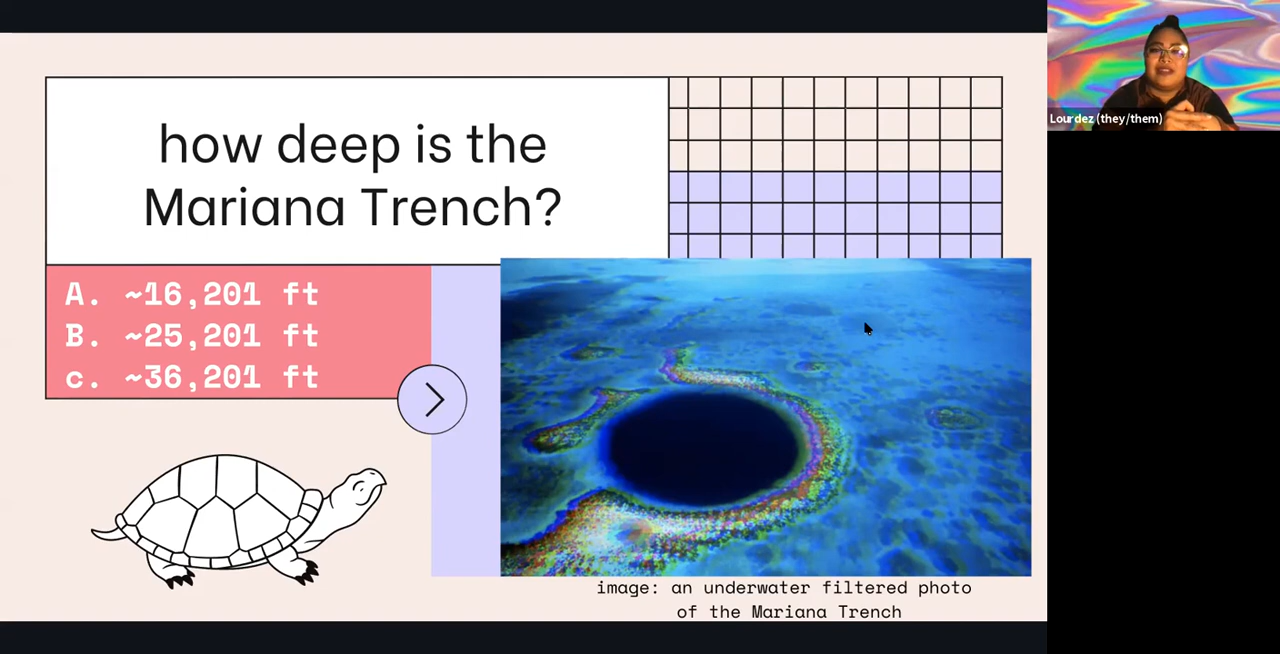 how deep is the
Mariana Trench?
A. ~16,201 ft
B. ~25,201 ft
c. ~36,201 ft
image: an underwater filtered photo
of the Mariana Trench
Lourdez (they/them)